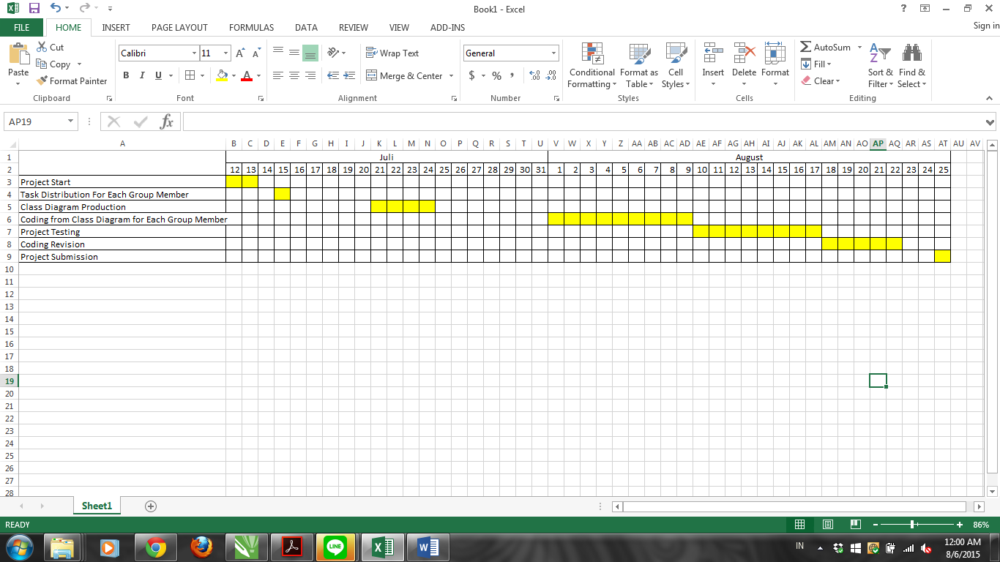 Book1 - Excel
FILE HOME INSERT PAGE LAYOUT FORMULAS DATA REVIEW VIEW ADD-INS Sign in
Cut
Copy
Format Painter
Paste
Clipboard
Calibri 11
B I U
Font
Wrap Text
Merge & Center
Alignment
General
$ % ,
Number
Conditional Formatting
Format as Table
Cell Styles
Styles
Insert Delete Format
Cells
AutoSum
Fill
Clear
Sort & Filter
Find & Select
Editing
AP19 fx
A B C D E F G H I J K L M N O P Q R S T U V W X Y Z AA AB AC AD AE AF AG AH AI AJ AK AL AM AN AO AP AQ AR AS AT AU AV
1 Juli August
2 12 13 14 15 16 17 18 19 20 21 22 23 24 25 26 27 28 29 30 31 1 2 3 4 5 6 7 8 9 10 11 12 13 14 15 16 17 18 19 20 21 22 23 24 25
3 Project Start
4 Task Distribution For Each Group Member
5 Class Diagram Production
6 Coding from Class Diagram for Each Group Member
7 Project Testing
8 Coding Revision
9 Project Submission
10
11
12
13
14
15
16
17
18
19
20
21
22
23
24
25
26
27
28
Sheet1
READY 86%
LINE
IN 12:00 AM
8/6/2015